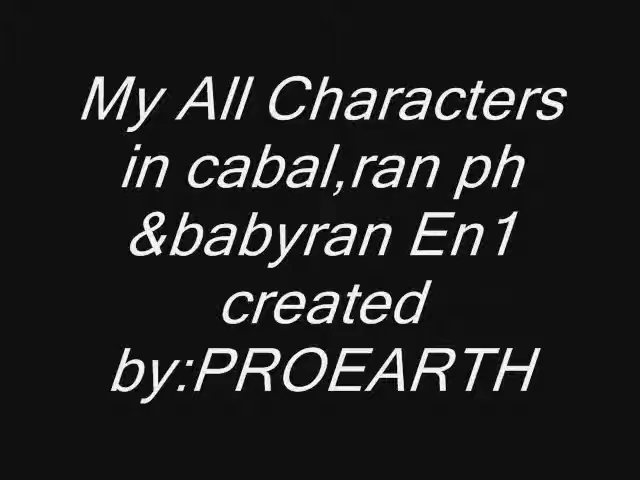 My All Characters
in cabal,ran ph
&babyran En1
created
by:PROEARTH